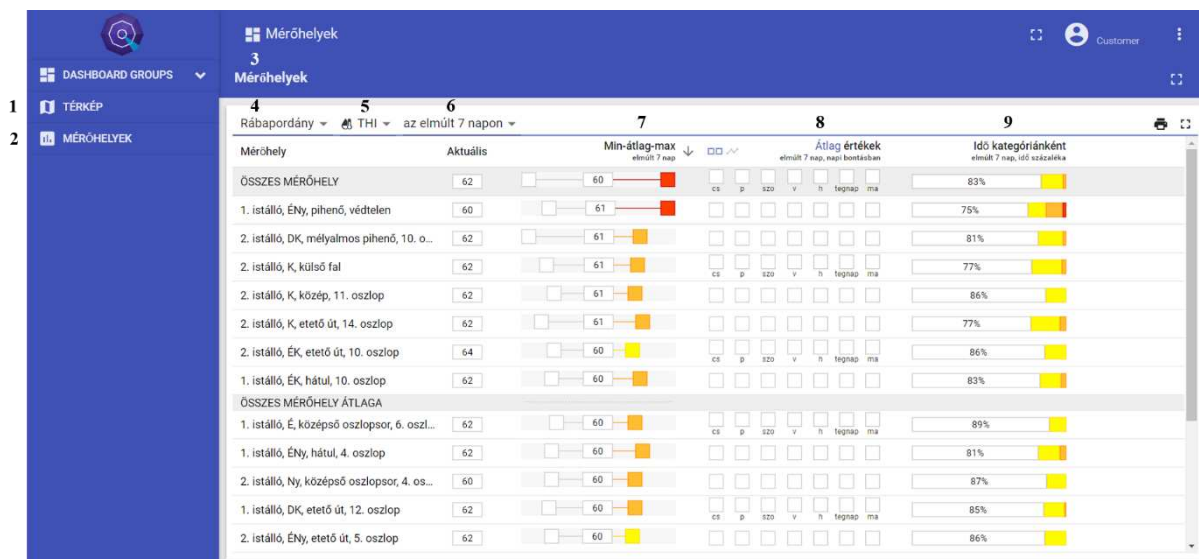 Mérőhelyek
Customer
3
DASHBOARD GROUPS
Mérőhelyek
1 TÉRKÉP
4 5 6
2 MÉRŐHELYEK
Rábapordány THI az elmúlt 7 napon 7 8 9
Mérőhely Aktuális Min-átlag-max Átlag értékek Idő kategóriánként
elmúlt 7 nap elmúlt 7 nap, napi bontásban elmúlt 7 nap, idő százaléka
ÖSSZES MÉRŐHELY 62 60 83%
cs p szo v h tegnap ma
1. istálló, ÉNy, pihenő, védtelen 60 61 75%
2. istálló, DK, mélyalmos pihenő, 10. o... 62 61 81%
2. istálló, K, külső fal 62 61 77%
cs p szo v h tegnap ma
2. istálló, K, közép, 11. oszlop 62 61 86%
2. istálló, K, etető út, 14. oszlop 62 61 77%
2. istálló, ÉK, etető út, 10. oszlop 64 60 86%
cs p szo v h tegnap ma
1. istálló, ÉK, hátul, 10. oszlop 62 60 83%
ÖSSZES MÉRŐHELY ÁTLAGA
1. istálló, É, középső oszlopsor, 6. oszl... 62 60 89%
cs p szo v h tegnap ma
1. istálló, ÉNy, hátul, 4. oszlop 62 60 81%
2. istálló, Ny, középső oszlopsor, 4. os... 60 60 87%
1. istálló, DK, etető út, 12. oszlop 62 60 85%
cs p szo v h tegnap ma
2. istálló, ÉNy, etető út, 5. oszlop 62 60 86%